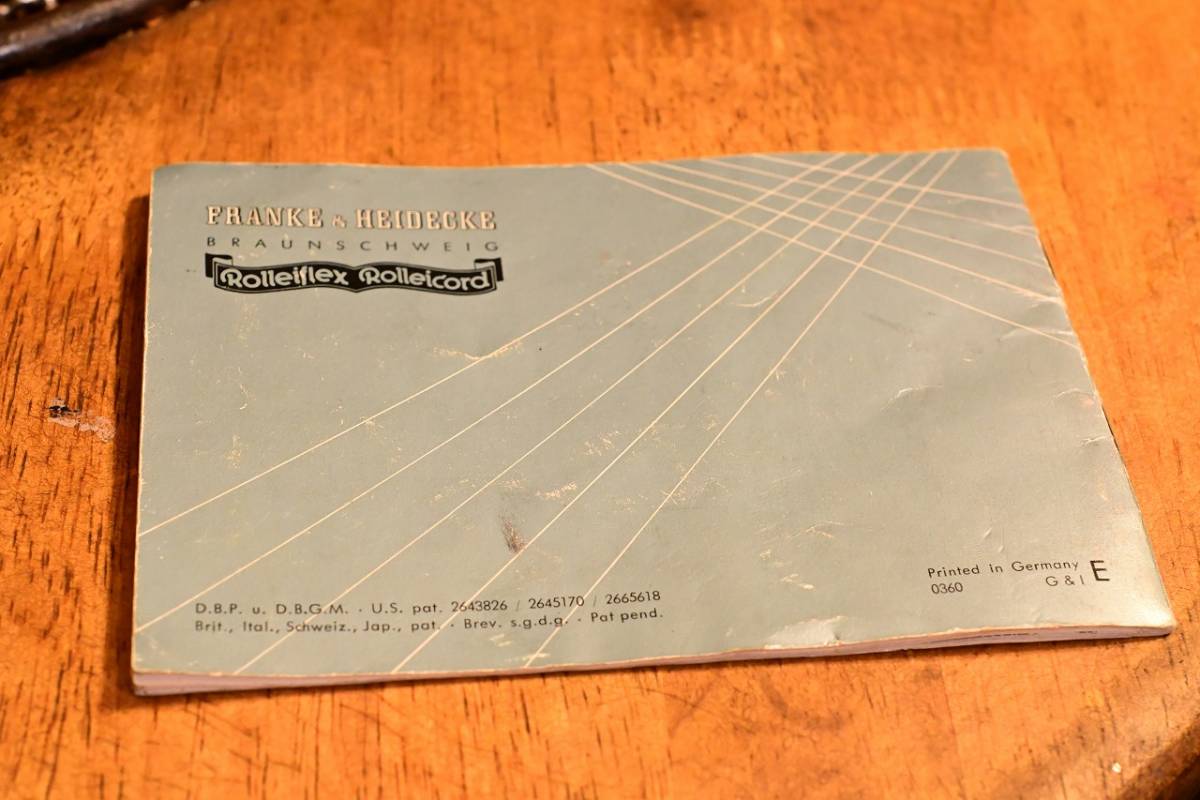 FRANKE & HEIDECKE
BRAUNSCHWEIG
Rolleiflex Rolleicord
D.B.P. u. D.B.G.M. · U.S. pat. 2643826 / 2645170 / 2665618
Brit., Ital., Schweiz., Jap., pat. · Brev. s.g.d.g. · Pat pend.
Printed in Germany E
0360 G & I